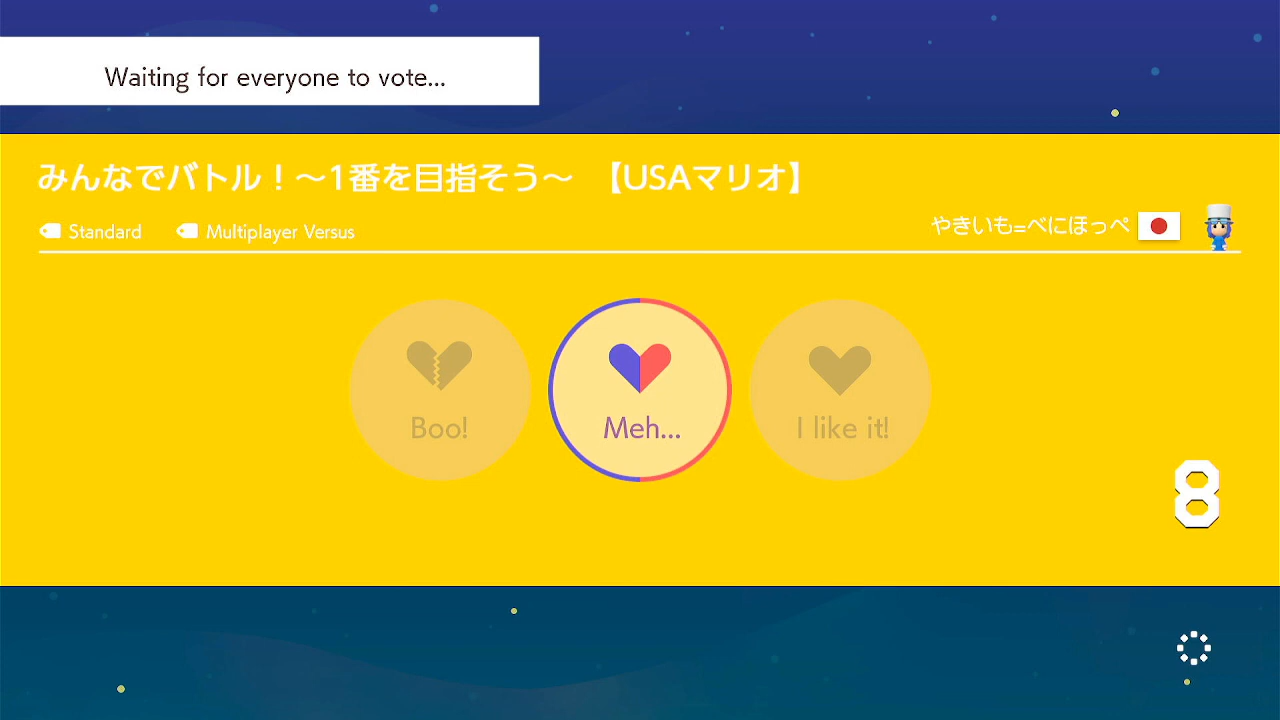 Waiting for everyone to vote...
みんなでバトル！～1番を目指そう～　【USAマリオ】
Standard Multiplayer Versus
やきいも=べにほっぺ
Boo! Meh... I like it!
8